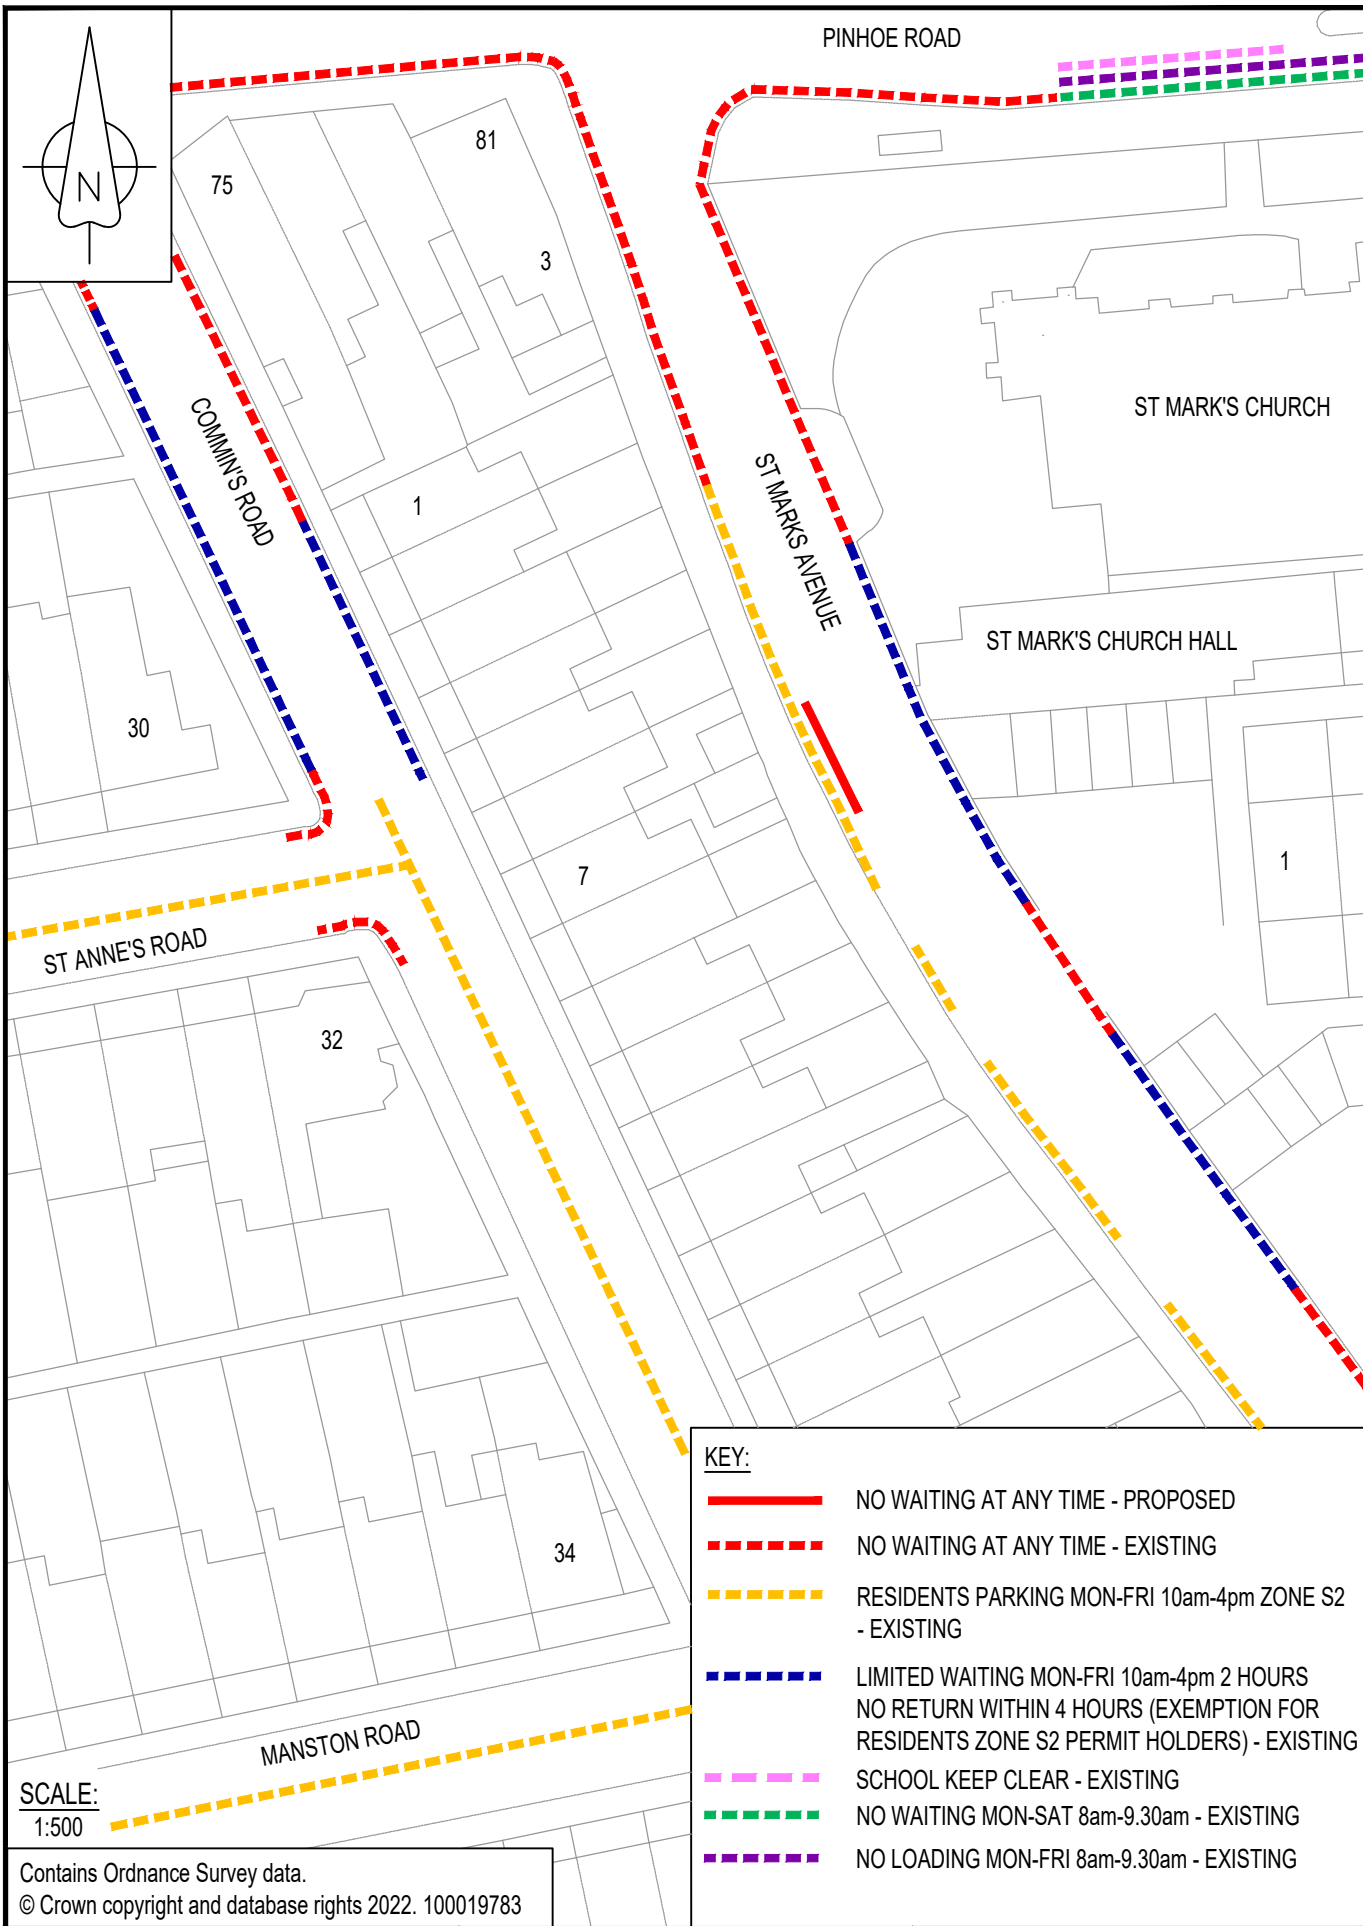 PINHOE ROAD
N
81
75
3
COMMIN'S ROAD
ST MARK'S CHURCH
1
ST MARKS AVENUE
ST MARK'S CHURCH HALL
30
7
1
ST ANNE'S ROAD
32
34
MANSTON ROAD
SCALE:
1:500
Contains Ordnance Survey data.
© Crown copyright and database rights 2022. 100019783
KEY:
NO WAITING AT ANY TIME - PROPOSED
NO WAITING AT ANY TIME - EXISTING
RESIDENTS PARKING MON-FRI 10am-4pm ZONE S2
- EXISTING
LIMITED WAITING MON-FRI 10am-4pm 2 HOURS
NO RETURN WITHIN 4 HOURS (EXEMPTION FOR
RESIDENTS ZONE S2 PERMIT HOLDERS) - EXISTING
SCHOOL KEEP CLEAR - EXISTING
NO WAITING MON-SAT 8am-9.30am - EXISTING
NO LOADING MON-FRI 8am-9.30am - EXISTING